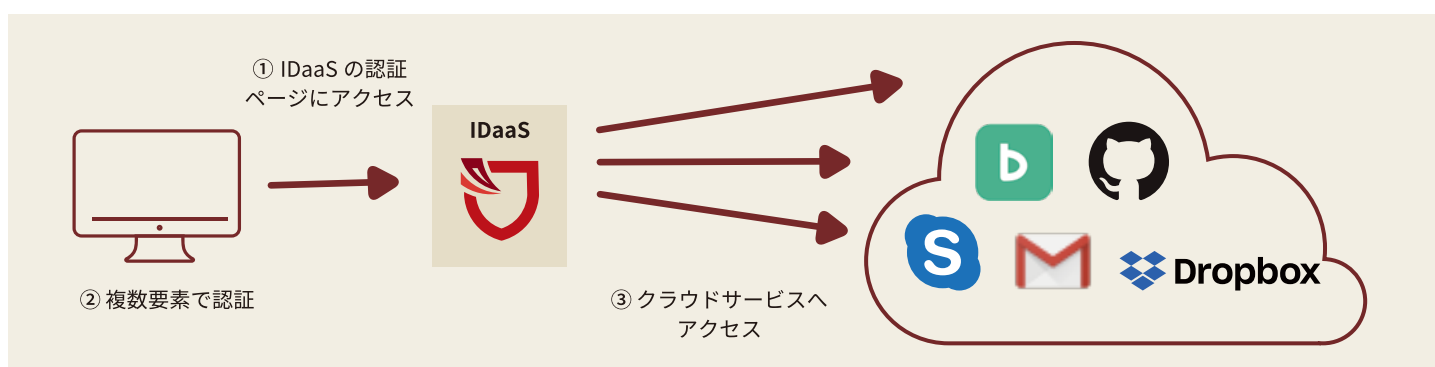 ① IDaaS の認証
ページにアクセス
IDaaS
② 複数要素で認証
③ クラウドサービスへ
アクセス
b
S
M
Dropbox